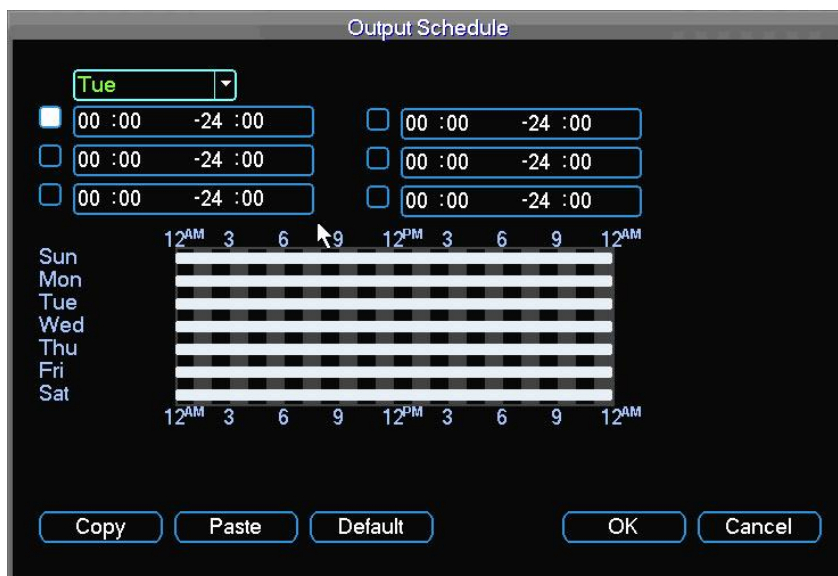 Output Schedule
Tue
00 :00 -24 :00 00 :00 -24 :00
00 :00 -24 :00 00 :00 -24 :00
00 :00 -24 :00 00 :00 -24 :00
12AM 3 6 9 12PM 3 6 9 12AM
Sun
Mon
Tue
Wed
Thu
Fri
Sat
12AM 3 6 9 12PM 3 6 9 12AM
Copy Paste Default OK Cancel